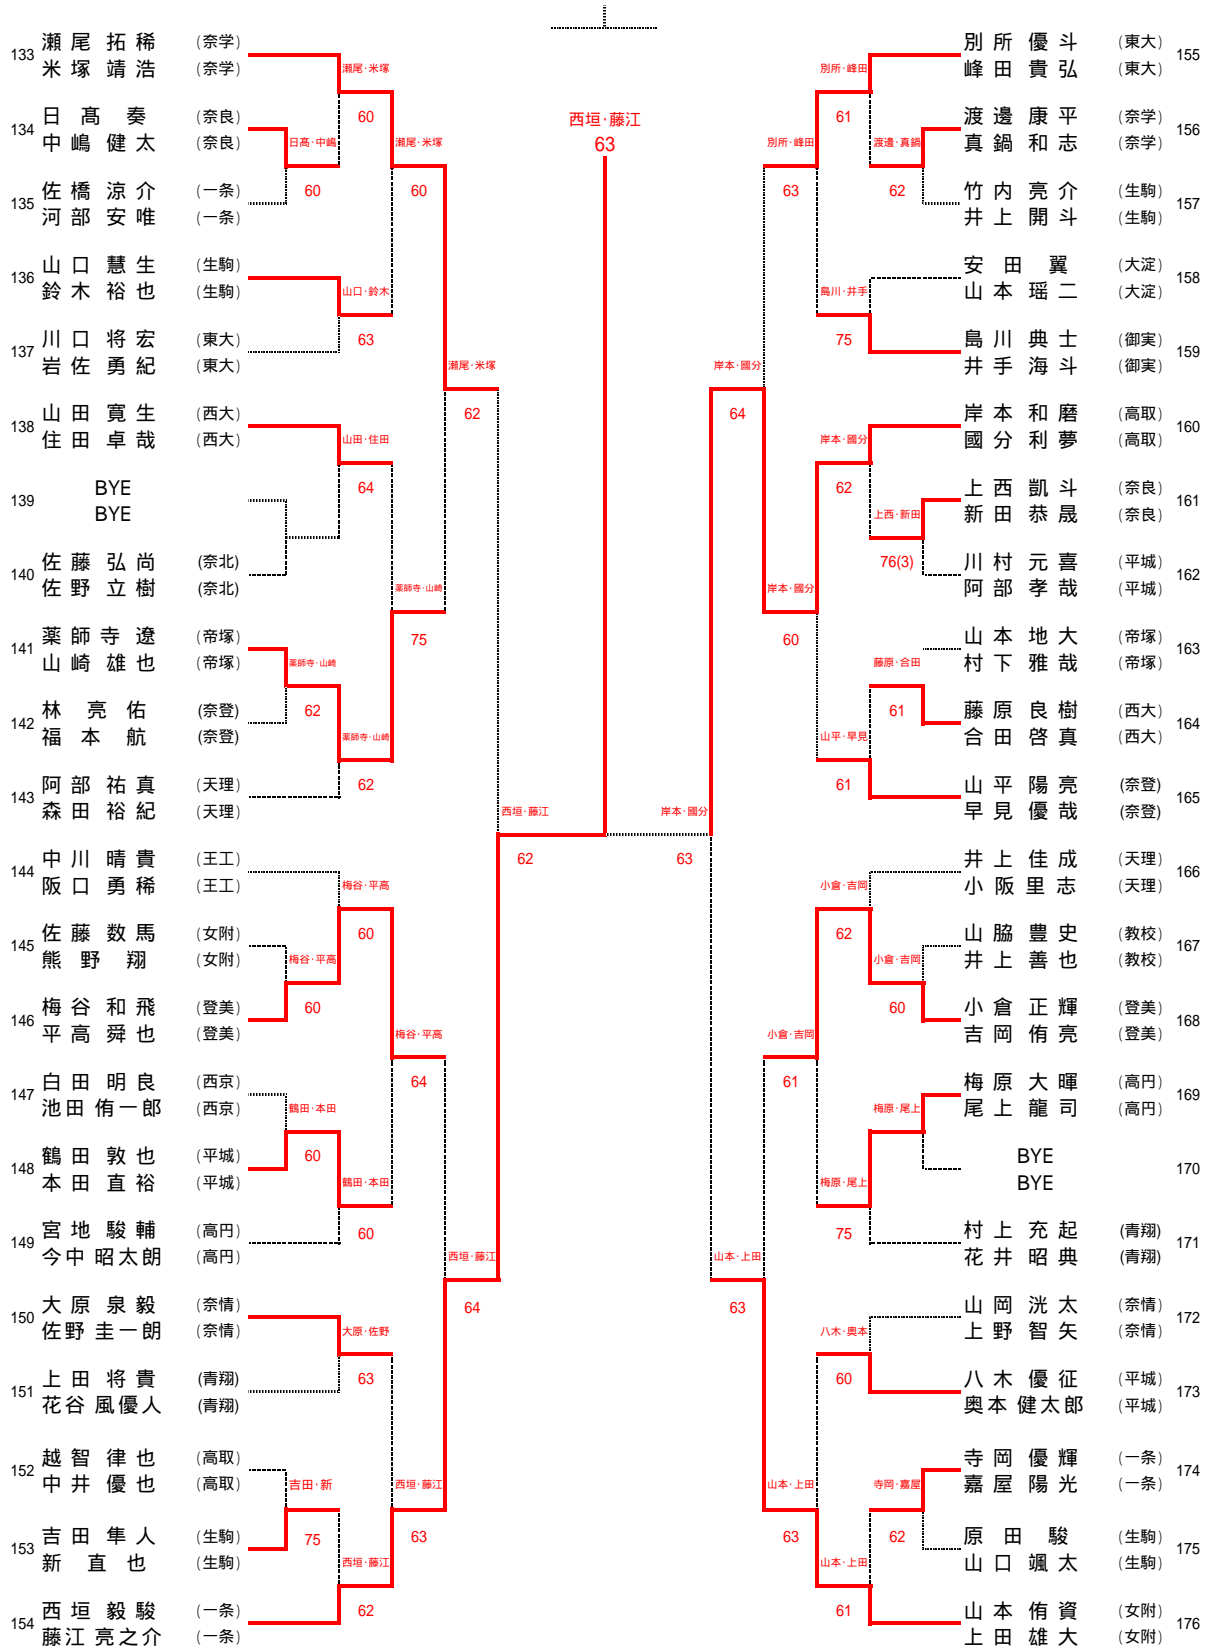 西垣・藤江
63
133 瀬尾 拓稀 (奈学)
米塚 靖浩 (奈学)
134 日髙 奏 (奈良)
中嶋 健太 (奈良)
135 佐橋 涼介 (一条)
河部 安唯 (一条)
136 山口 慧生 (生駒)
鈴木 裕也 (生駒)
137 川口 将宏 (東大)
岩佐 勇紀 (東大)
138 山田 寛生 (西大)
住田 卓哉 (西大)
139 BYE
BYE
140 佐藤 弘尚 (奈北)
佐野 立樹 (奈北)
141 薬師寺 遼 (帝塚)
山崎 雄也 (帝塚)
142 林 亮佑 (奈登)
福本 航 (奈登)
143 阿部 祐真 (天理)
森田 裕紀 (天理)
144 中川 晴貴 (王工)
阪口 勇稀 (王工)
145 佐藤 数馬 (女附)
熊野 翔 (女附)
146 梅谷 和飛 (登美)
平高 舜也 (登美)
147 白田 明良 (西京)
池田 侑一郎 (西京)
148 鶴田 敦也 (平城)
本田 直裕 (平城)
149 宮地 駿輔 (高円)
今中 昭太朗 (高円)
150 大原 泉毅 (奈情)
佐野 圭一朗 (奈情)
151 上田 将貴 (青翔)
花谷 風優人 (青翔)
152 越智 律也 (高取)
中井 優也 (高取)
153 吉田 隼人 (生駒)
新 直也 (生駒)
154 西垣 毅駿 (一条)
藤江 亮之介 (一条)
瀬尾・米塚
60
日髙・中嶋
60
瀬尾・米塚
60
山口・鈴木
63
瀬尾・米塚
62
山田・住田
64
薬師寺・山崎
75
薬師寺・山崎
62
薬師寺・山崎
62
西垣・藤江
62
梅谷・平高
60
梅谷・平高
60
梅谷・平高
64
鶴田・本田
60
鶴田・本田
60
西垣・藤江
64
大原・佐野
63
吉田・新
75
西垣・藤江
63
西垣・藤江
62
別所 優斗 (東大) 155
峰田 貴弘 (東大)
渡邊 康平 (奈学) 156
真鍋 和志 (奈学)
竹内 亮介 (生駒) 157
井上 開斗 (生駒)
安田 翼 (大淀) 158
山本 瑶二 (大淀)
島川 典士 (御実) 159
井手 海斗 (御実)
岸本 和磨 (高取) 160
國分 利夢 (高取)
上西 凱斗 (奈良) 161
新田 恭晟 (奈良)
川村 元喜 (平城) 162
阿部 孝哉 (平城)
山本 地大 (帝塚) 163
村下 雅哉 (帝塚)
藤原 良樹 (西大) 164
合田 啓真 (西大)
山平 陽亮 (奈登) 165
早見 優哉 (奈登)
井上 佳成 (天理) 166
小阪 里志 (天理)
山脇 豊史 (教校) 167
井上 善也 (教校)
小倉 正輝 (登美) 168
吉岡 侑亮 (登美)
梅原 大暉 (高円) 169
尾上 龍司 (高円)
BYE 170
BYE
村上 充起 (青翔) 171
花井 昭典 (青翔)
山岡 洸太 (奈情) 172
上野 智矢 (奈情)
八木 優征 (平城) 173
奥本 健太郎 (平城)
寺岡 優輝 (一条) 174
嘉屋 陽光 (一条)
原田 駿 (生駒) 175
山口 颯太 (生駒)
山本 侑資 (女附) 176
上田 雄大 (女附)
別所・峰田
61
別所・峰田
63
渡邉・真鍋
62
島川・井手
75
岸本・國分
64
岸本・國分
62
上西・新田
76(3)
岸本・國分
60
藤原・合田
61
山平・早見
61
岸本・國分
63
小倉・吉岡
62
小倉・吉岡
60
小倉・吉岡
61
梅原・尾上
梅原・尾上
75
山本・上田
63
八木・奥本
60
山本・上田
63
寺岡・嘉屋
62
山本・上田
61